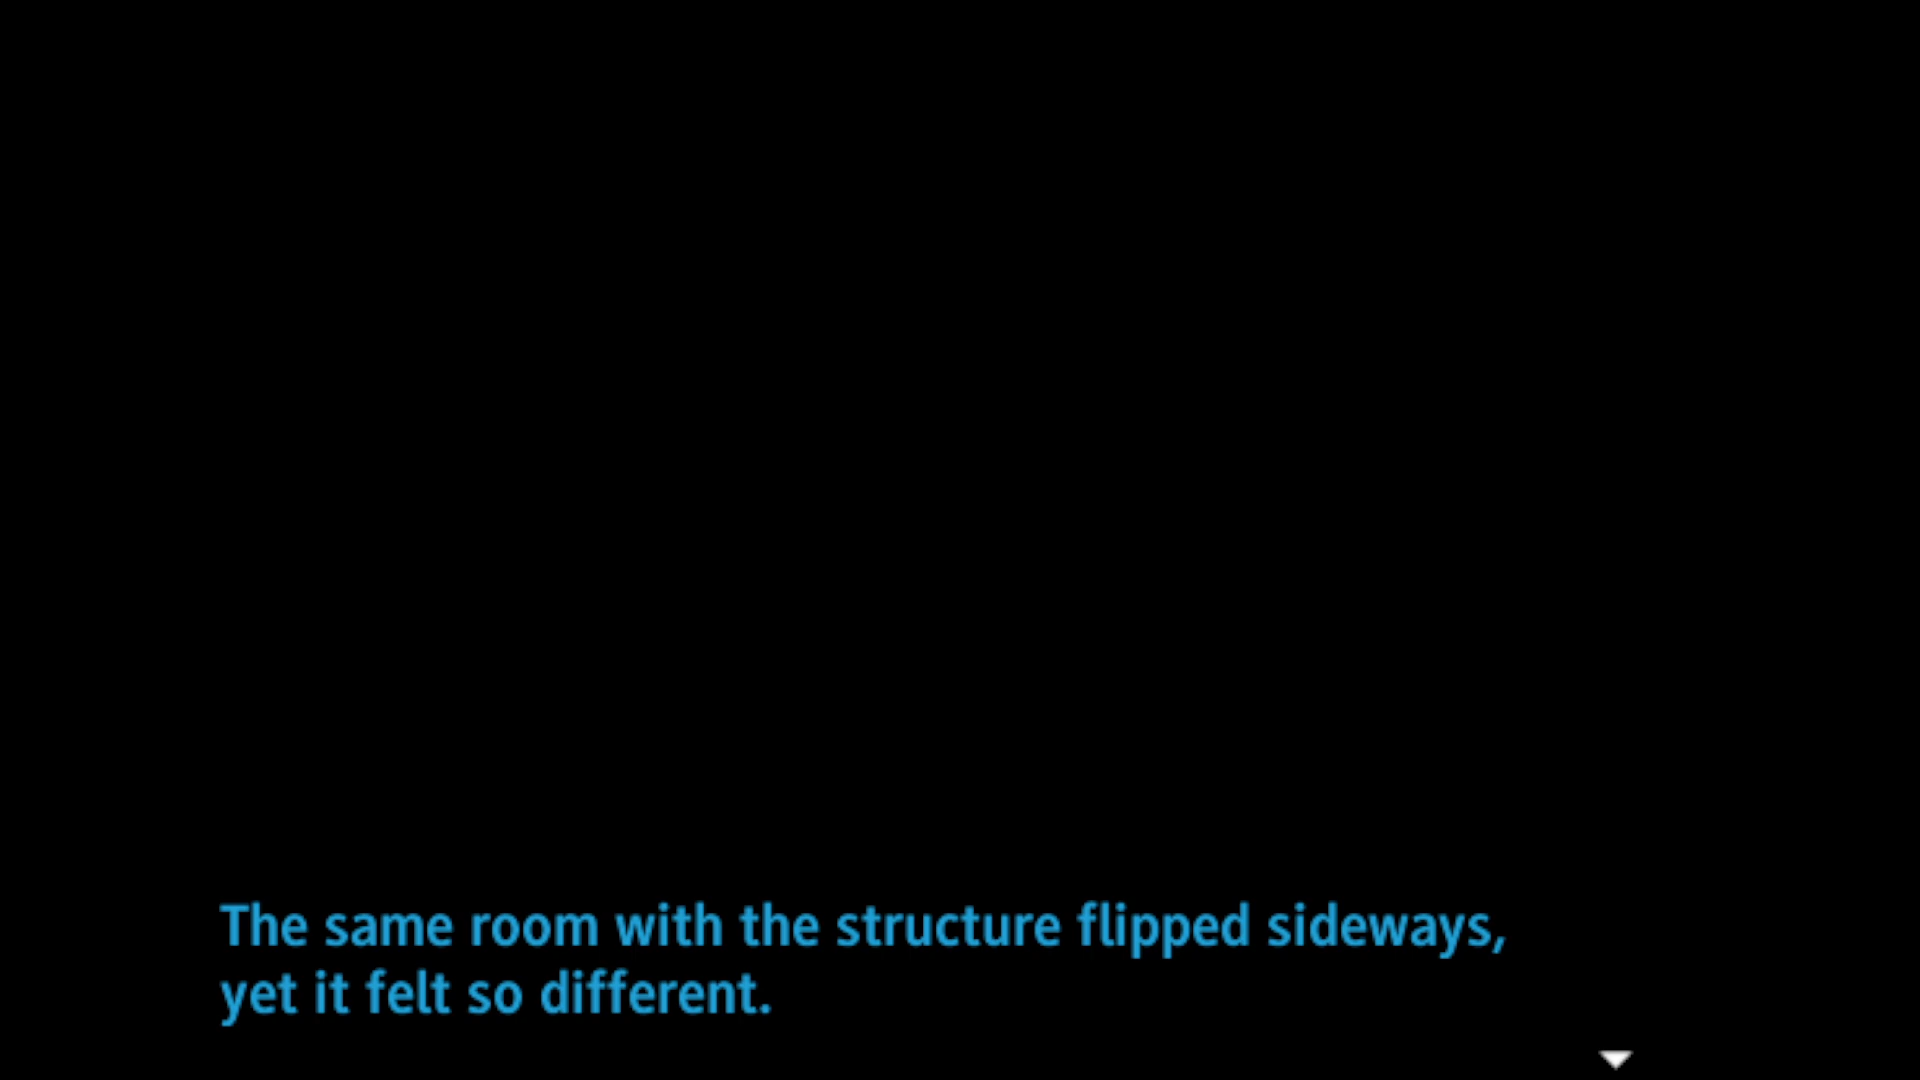 The same room with the structure flipped sideways,
yet it felt so different.